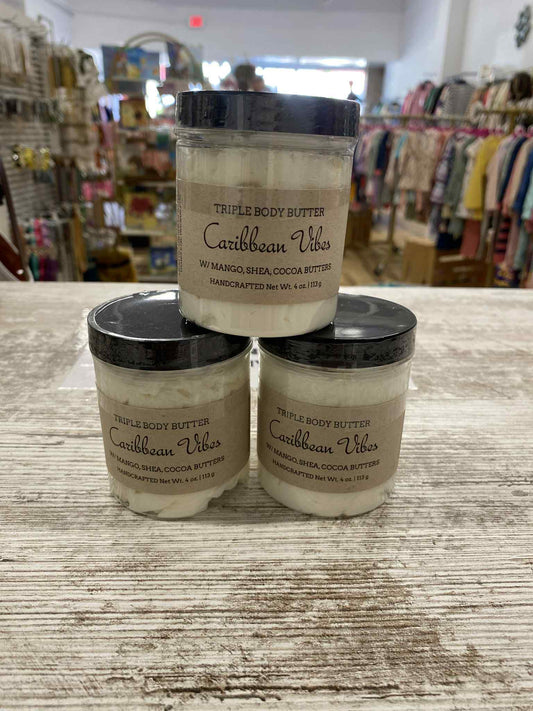 TRIPLE BODY BUTTER
Caribbean Vibes
W/ MANGO, SHEA, COCOA BUTTERS
HANDCRAFTED Net Wt. 4 oz. | 113 g
TRIPLE BODY BUTTER
Caribbean Vibes
W/ MANGO, SHEA, COCOA BUTTERS
HANDCRAFTED Net Wt. 4 oz. | 113 g
TRIPLE BODY BUTTER
Caribbean Vibes
W/ MANGO, SHEA, COCOA BUTTERS
HANDCRAFTED Net Wt. 4 oz. | 113 g